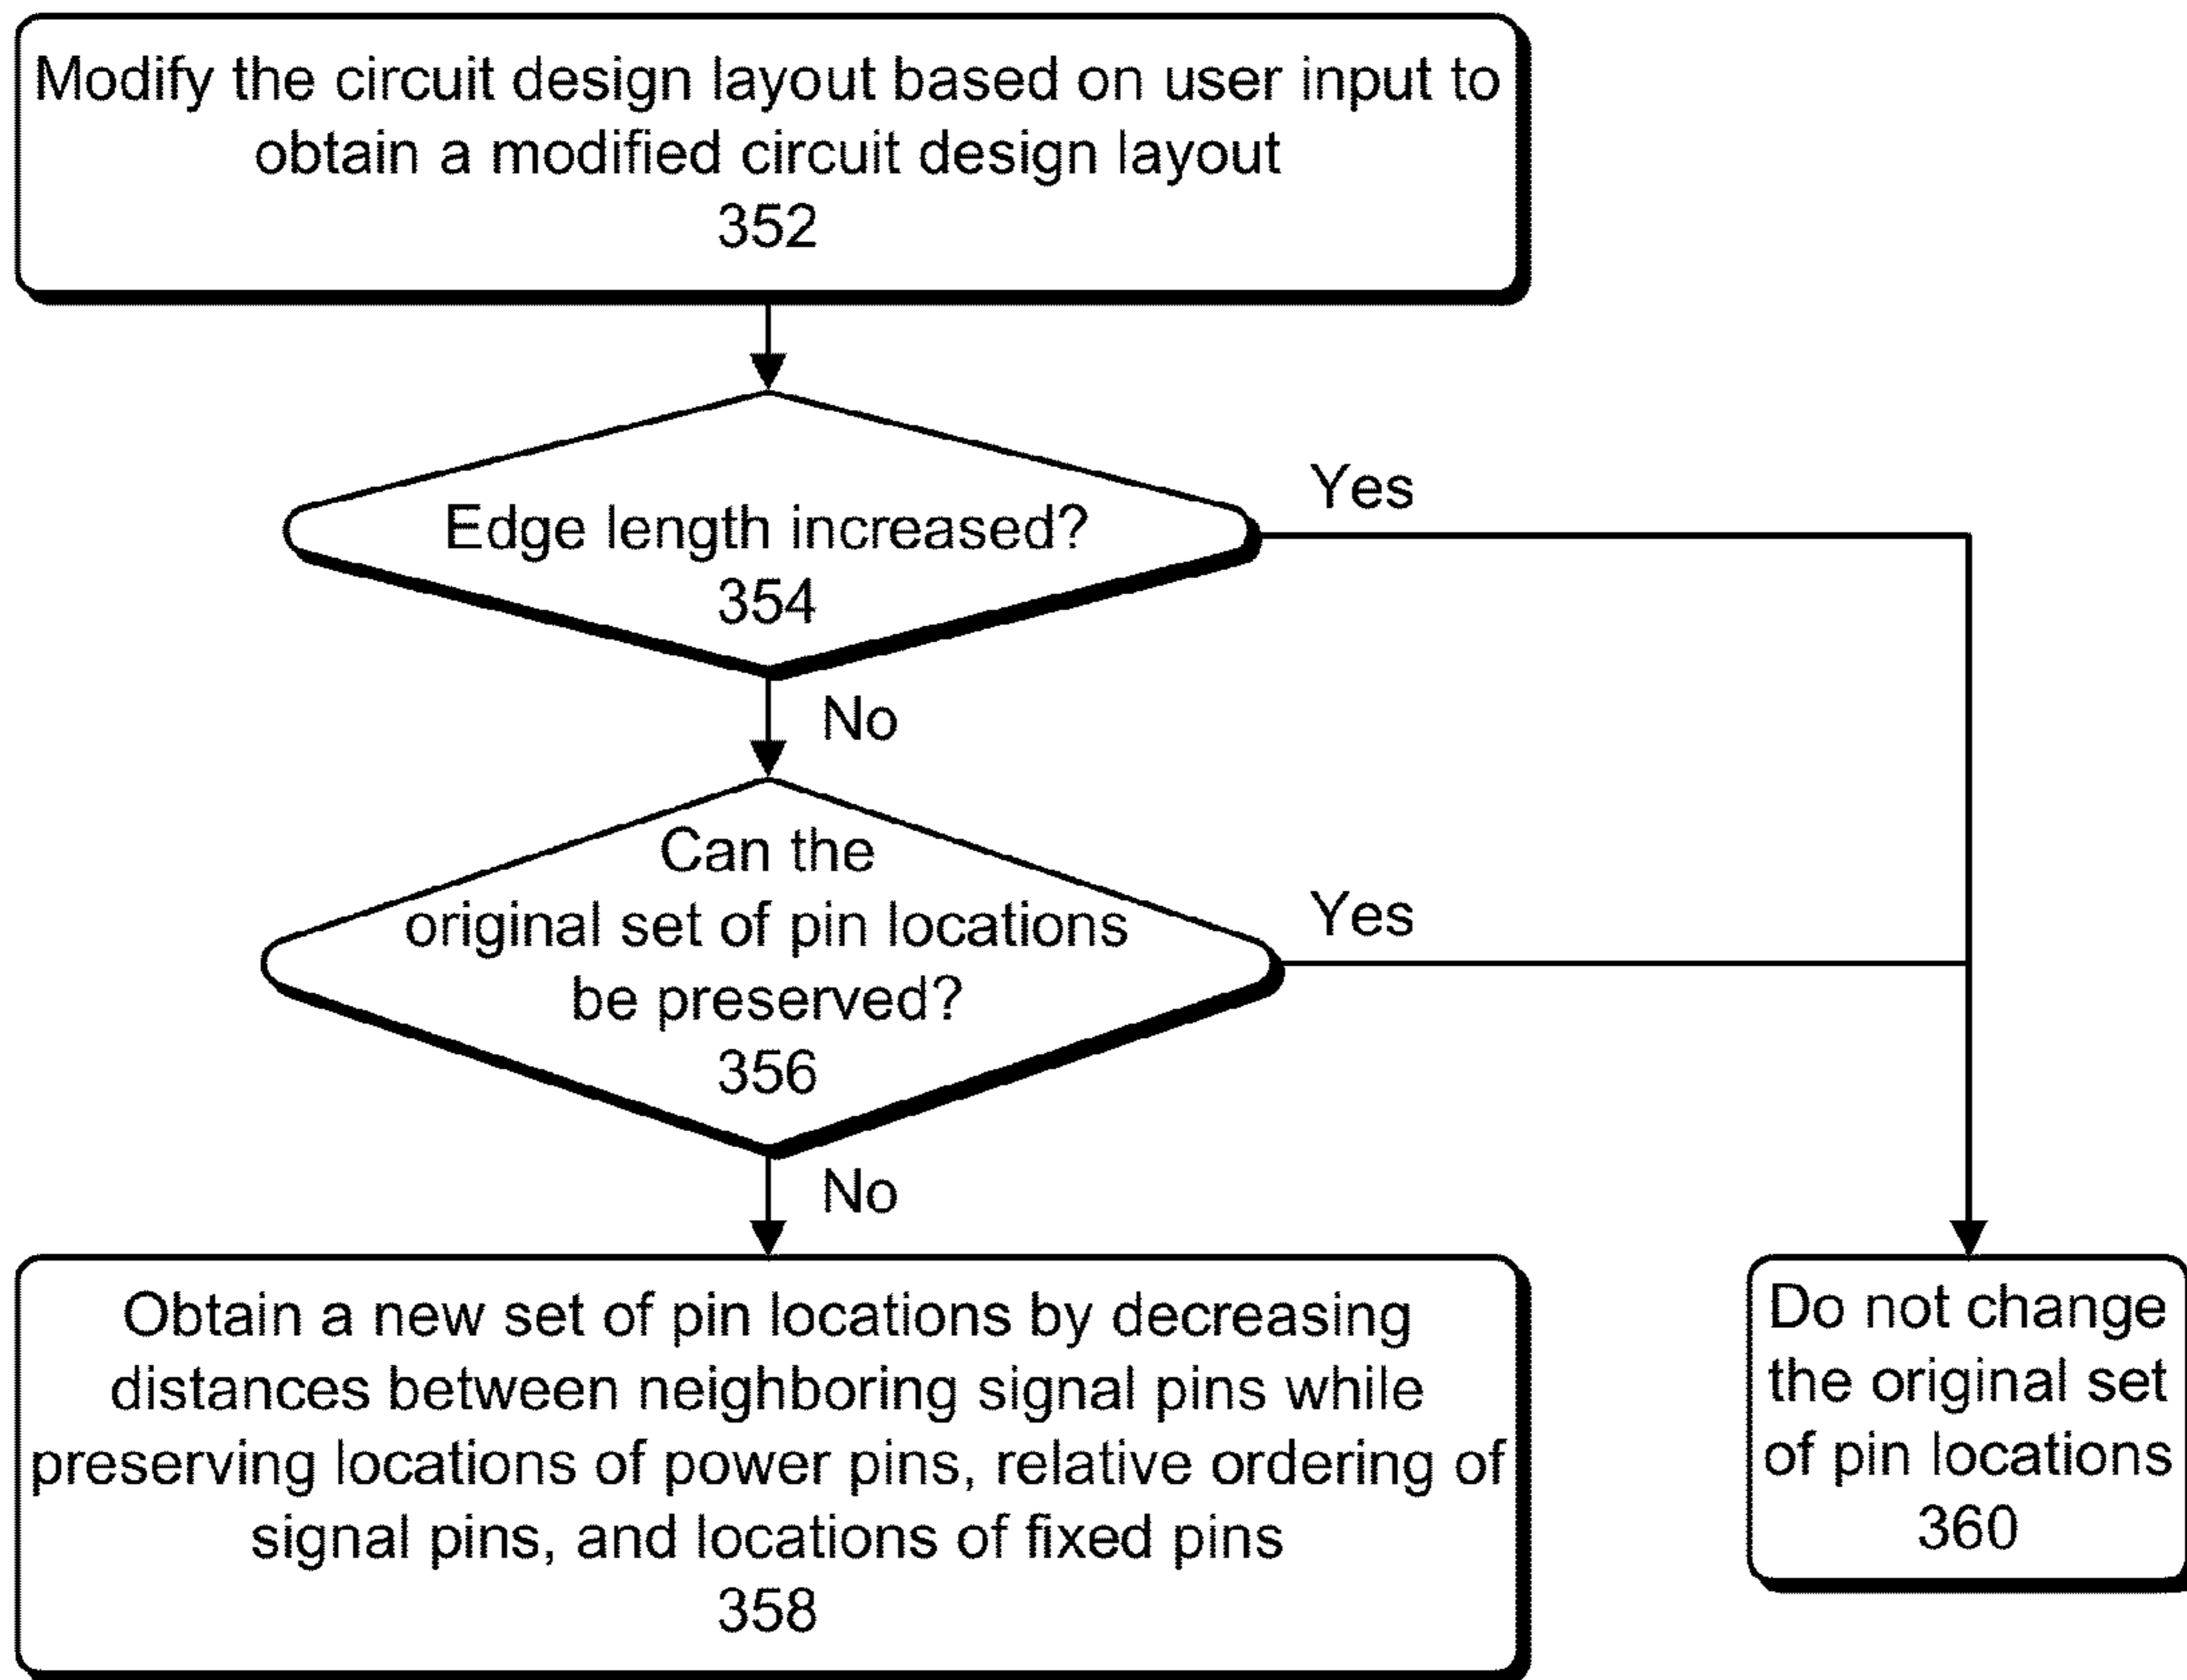 Modify the circuit design layout based on user input to
obtain a modified circuit design layout
352
Edge length increased?
354
Yes
No
Can the
original set of pin locations
be preserved?
356
Yes
No
Obtain a new set of pin locations by decreasing
distances between neighboring signal pins while
preserving locations of power pins, relative ordering of
signal pins, and locations of fixed pins
358
Do not change
the original set
of pin locations
360